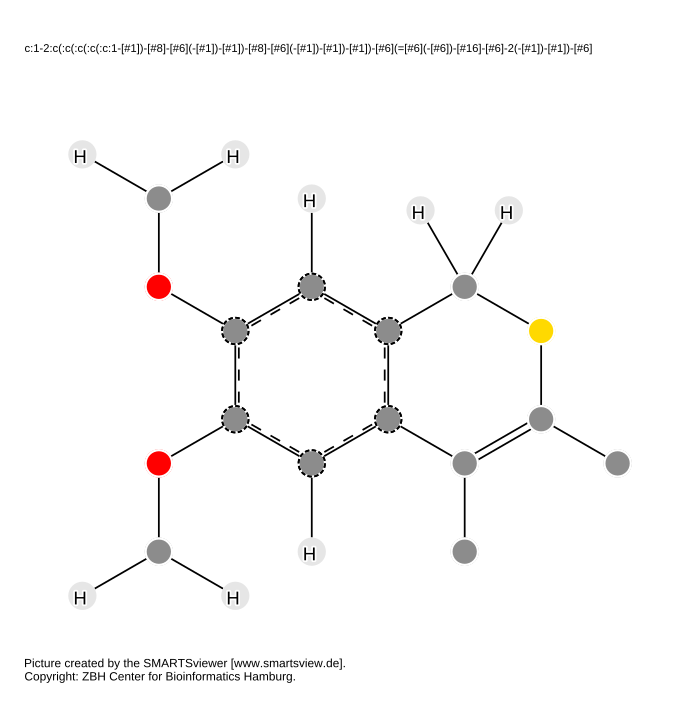 c:1-2:c(:c(:c(:c(:c:1-[#1])-[#8]-[#6](-[#1])-[#1])-[#8]-[#6](-[#1])-[#1])-[#1])-[#6](=[#6](-[#6])-[#16]-[#6]-2(-[#1])-[#1])-[#6]
H H
H
H H
H
H H
Picture created by the SMARTSviewer [www.smartsview.de].
Copyright: ZBH Center for Bioinformatics Hamburg.